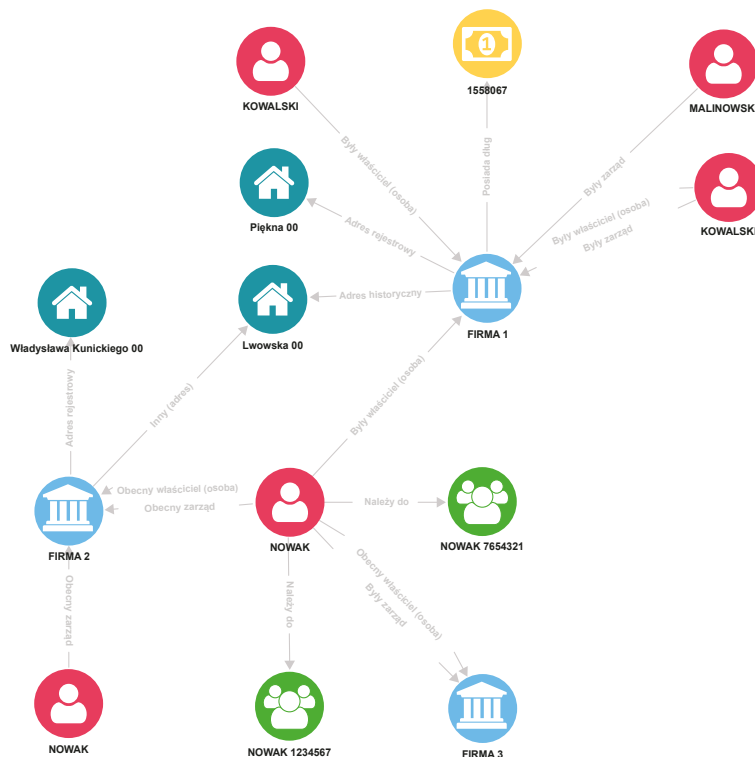 1
KOWALSKI
1558067
MALINOWSK
Były właściciel (osoba)
Posiada dług
Były zarząd
Piękna 00
Adres rejestrowy
Były właściciel (osoba)
Były zarząd
KOWALSKI
Adres historyczny
FIRMA 1
Władysława Kunickiego 00
Lwowska 00
Adres rejestrowy
Inny (adres)
Były właściciel (osoba)
Obecny właściciel (osoba)
Obecny zarząd
Należy do
FIRMA 2
NOWAK
NOWAK 7654321
Obecny zarząd
Należy do
Obecny właściciel (osoba)
Były zarząd
NOWAK
NOWAK 1234567
FIRMA 3